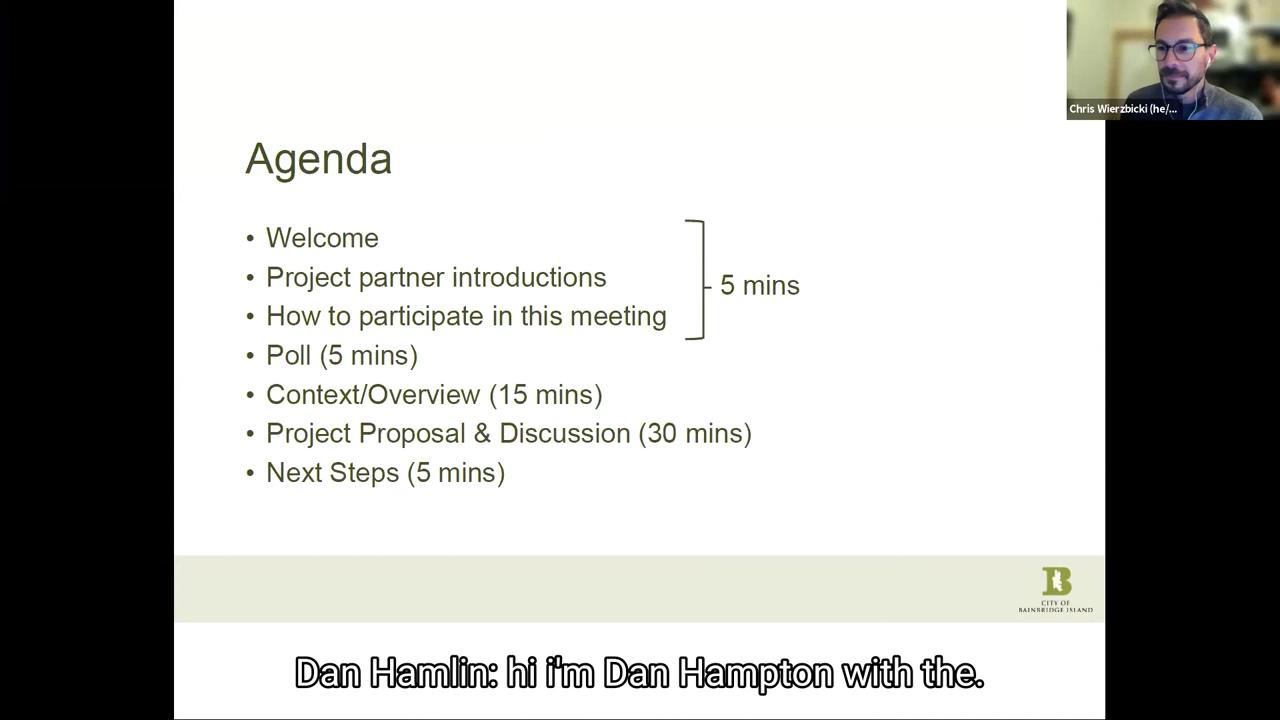 Chris Wierzbicki (he/...
Agenda
• Welcome
• Project partner introductions
• How to participate in this meeting
5 mins
• Poll (5 mins)
• Context/Overview (15 mins)
• Project Proposal & Discussion (30 mins)
• Next Steps (5 mins)
B
CITY OF
BAINBRIDGE ISLAND
Dan Hamlin: hi i'm Dan Hampton with the.